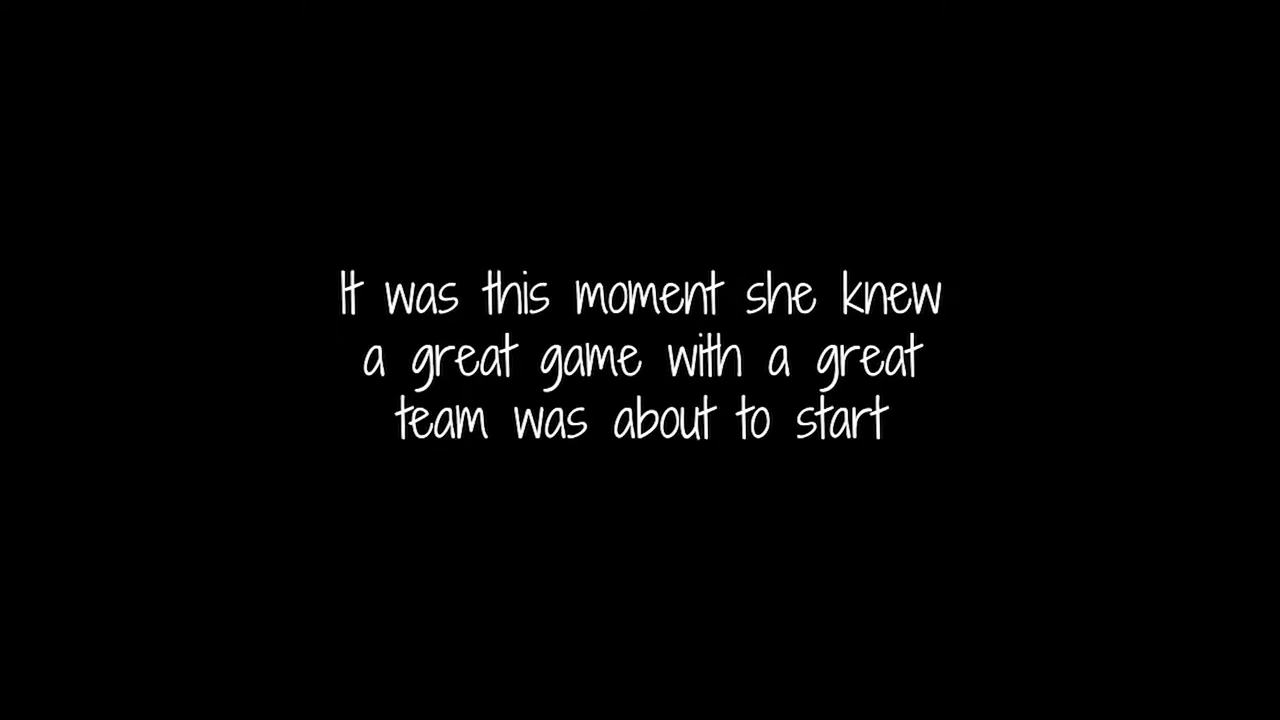 It was this moment she knew
a great game with a great
team was about to start